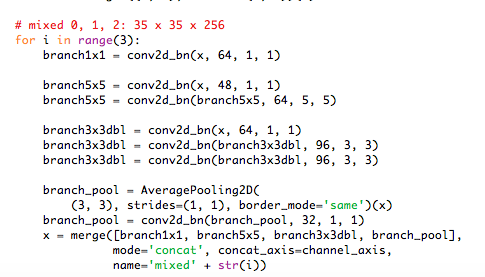 # mixed 0, 1, 2: 35 x 35 x 256
for i in range(3):
    branch1x1 = conv2d_bn(x, 64, 1, 1)

    branch5x5 = conv2d_bn(x, 48, 1, 1)
    branch5x5 = conv2d_bn(branch5x5, 64, 5, 5)

    branch3x3dbl = conv2d_bn(x, 64, 1, 1)
    branch3x3dbl = conv2d_bn(branch3x3dbl, 96, 3, 3)
    branch3x3dbl = conv2d_bn(branch3x3dbl, 96, 3, 3)

    branch_pool = AveragePooling2D(
        (3, 3), strides=(1, 1), border_mode='same')(x)
    branch_pool = conv2d_bn(branch_pool, 32, 1, 1)
    x = merge([branch1x1, branch5x5, branch3x3dbl, branch_pool],
              mode='concat', concat_axis=channel_axis,
              name='mixed' + str(i))